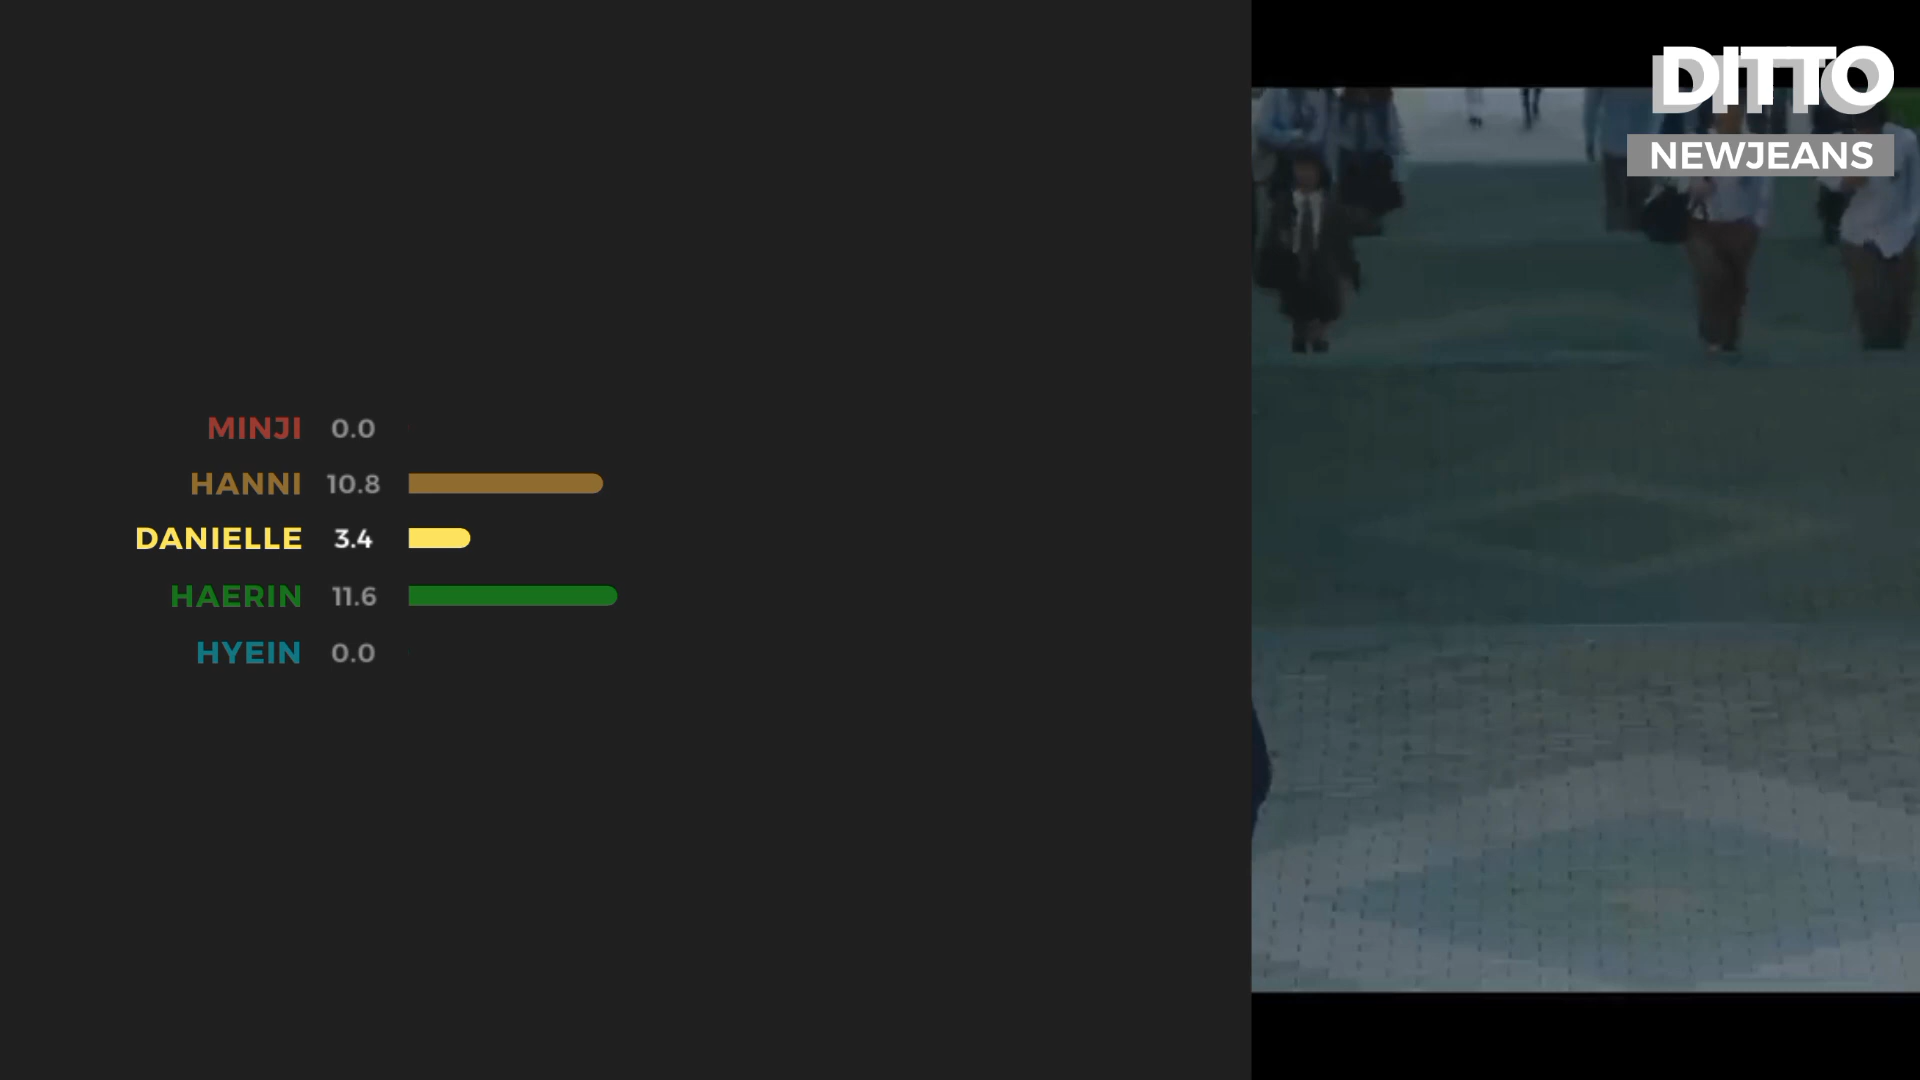 DITTO
NEWJEANS
MINJI 0.0
HANNI 10.8
DANIELLE 3.4
HAERIN 11.6
HYEIN 0.0